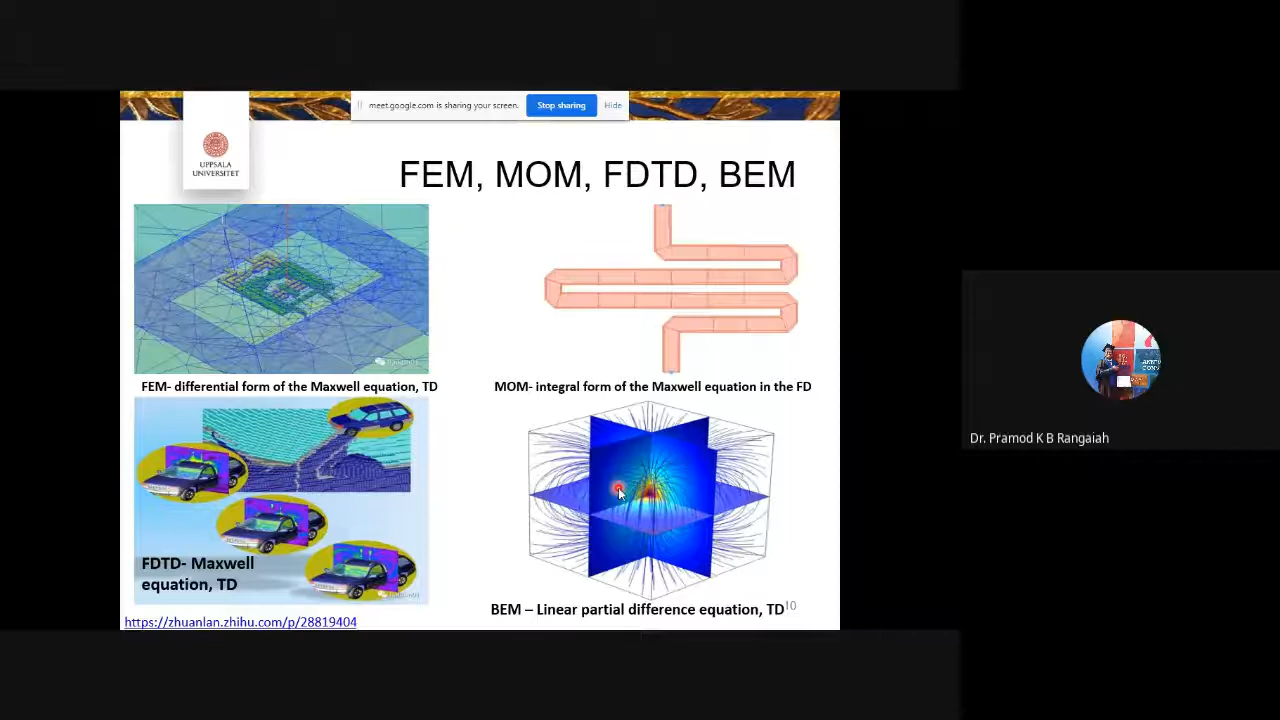 meet.google.com is sharing your screen. Stop sharing Hide
UPPSALA
UNIVERSITET
FEM, MOM, FDTD, BEM
FEM- differential form of the Maxwell equation, TD
MOM- integral form of the Maxwell equation in the FD
FDTD- Maxwell
equation, TD
BEM – Linear partial difference equation, TD
10
https://zhuanlan.zhihu.com/p/28819404
Dr. Pramod K B Rangaiah